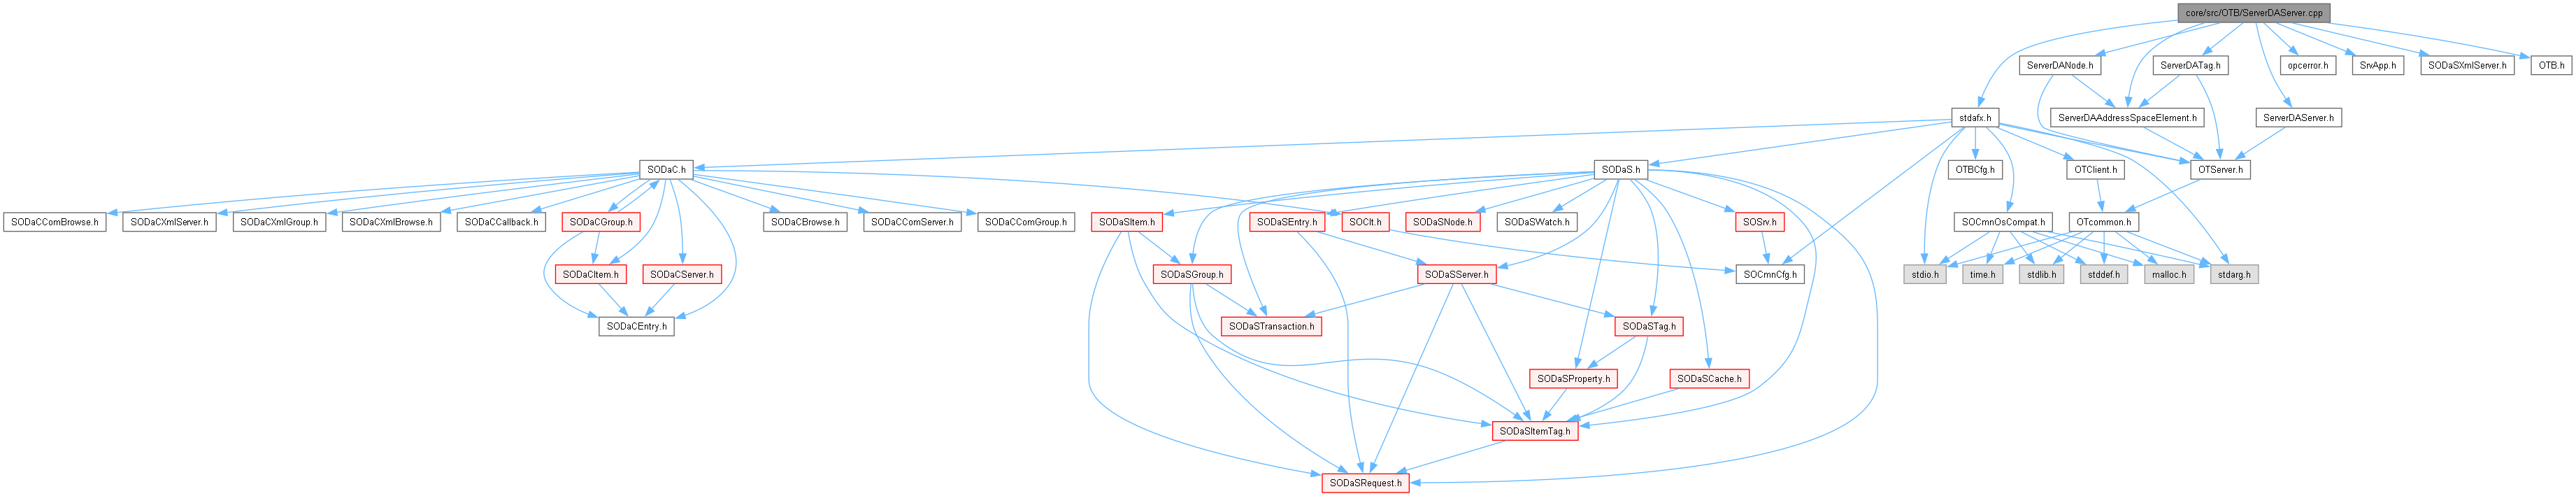 core/src/OTB/ServerDAServer.cpp
ServerDANode.h
ServerDATag.h
opcerror.h
SrvApp.h
SODaSXmlServer.h
OTB.h
stdafx.h
ServerDAAddressSpaceElement.h
ServerDAServer.h
SODaC.h
SODaS.h
OTBCfg.h
OTClient.h
OTServer.h
SODaCComBrowse.h
SODaCXmlServer.h
SODaCXmlGroup.h
SODaCXmlBrowse.h
SODaCCallback.h
SODaCGroup.h
SOClt.h
SODaCBrowse.h
SODaCComServer.h
SODaCComGroup.h
SODaSItem.h
SODaSEntry.h
SODaSNode.h
SODaSWatch.h
SOSrv.h
SOCmnOsCompat.h
OTcommon.h
SODaCItem.h
SODaCServer.h
SODaSGroup.h
SODaSServer.h
SOCmnCfg.h
stdio.h
time.h
stdlib.h
stddef.h
malloc.h
stdarg.h
SODaCEntry.h
SODaSTransaction.h
SODaSTag.h
SODaSProperty.h
SODaSCache.h
SODaSItemTag.h
SODaSRequest.h